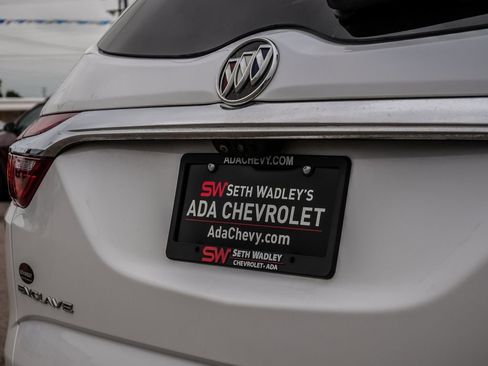 ADACHEVY.COM
SW SETH WADLEY'S
ADA CHEVROLET
AdaChevy.com
SW SETH WADLEY
CHEVROLET - ADA
ENCLAVE